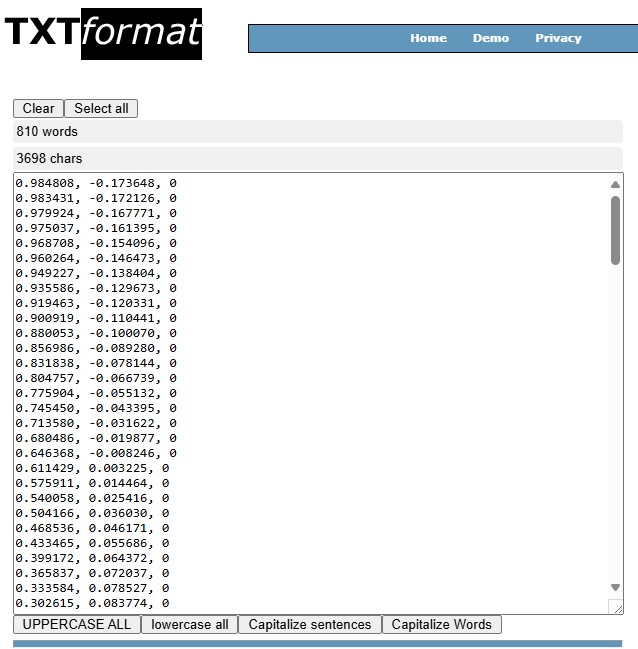 TXTformat
Home Demo Privacy
Clear Select all
810 words
3698 chars
0.984808, -0.173648, 0
0.983431, -0.172126, 0
0.979924, -0.167771, 0
0.975037, -0.161395, 0
0.968708, -0.154096, 0
0.960264, -0.146473, 0
0.949227, -0.138404, 0
0.935586, -0.129673, 0
0.919463, -0.120331, 0
0.900919, -0.110441, 0
0.880053, -0.100070, 0
0.856986, -0.089280, 0
0.831838, -0.078144, 0
0.804757, -0.066739, 0
0.775904, -0.055132, 0
0.745450, -0.043395, 0
0.713580, -0.031622, 0
0.680486, -0.019877, 0
0.646368, -0.008246, 0
0.611429, 0.003225, 0
0.575911, 0.014464, 0
0.540058, 0.025416, 0
0.504166, 0.036030, 0
0.468536, 0.046171, 0
0.433465, 0.055686, 0
0.399172, 0.064372, 0
0.365837, 0.072037, 0
0.333584, 0.078527, 0
0.302615, 0.083774, 0
UPPERCASE ALL lowercase all Capitalize sentences Capitalize Words